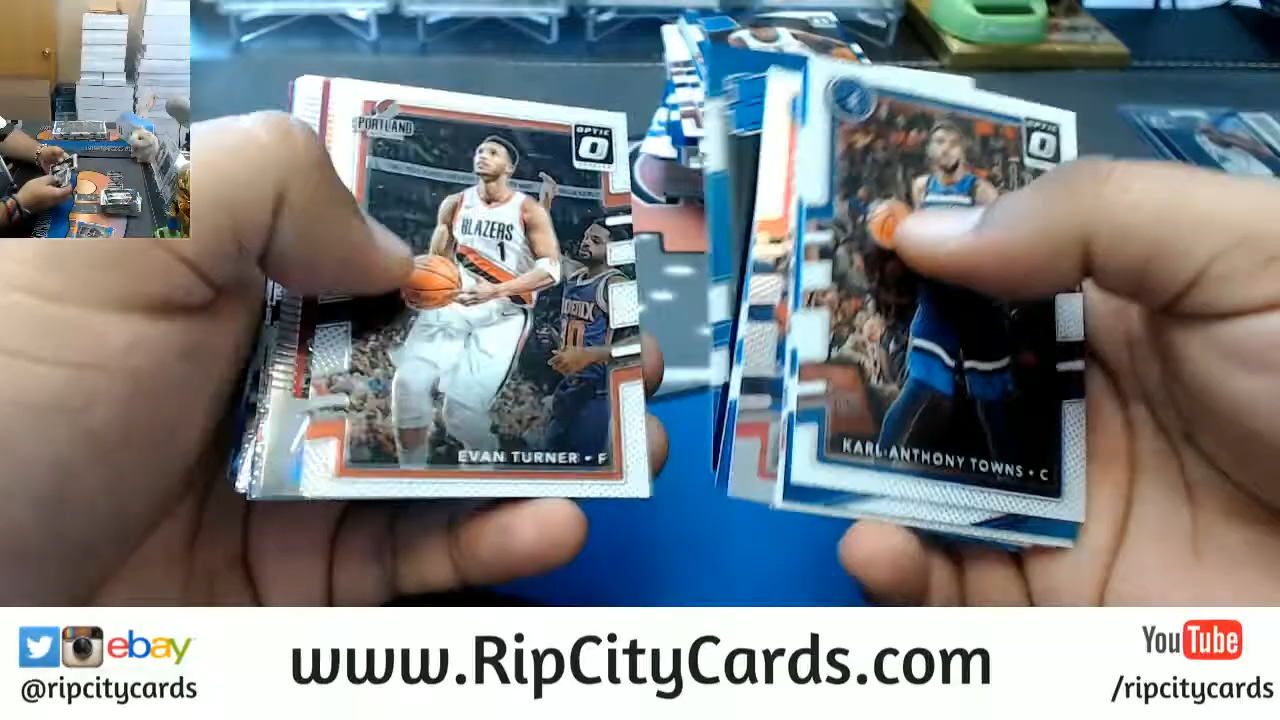 PORTLAND
OPTIC
BLAZERS
1
EVAN TURNER • F
OPTIC
KARL-ANTHONY TOWNS • C
ebay
@ripcitycards
www.RipCityCards.com
YouTube
/ripcitycards